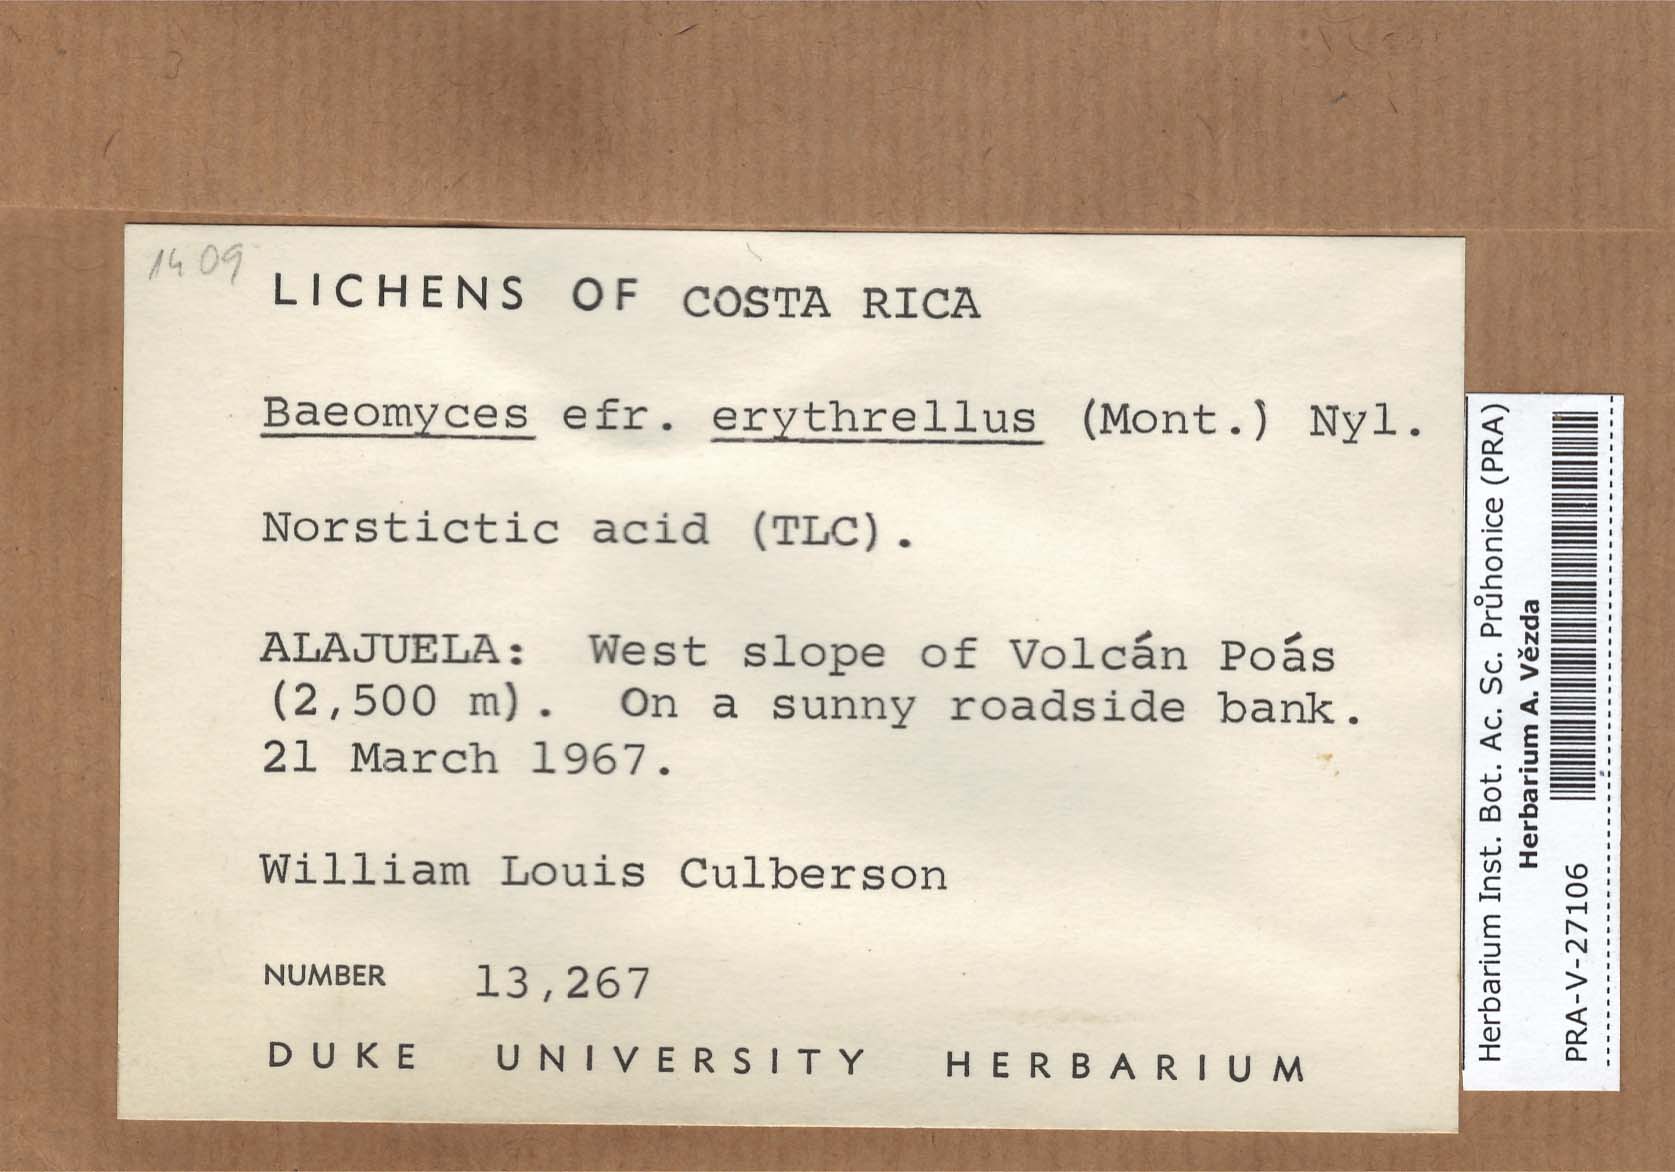 1409
LICHENS OF COSTA RICA
Baeomyces efr. erythrellus (Mont.) Nyl.
Norstictic acid (TLC).
ALAJUELA: West slope of Volcán Poás
(2,500 m). On a sunny roadside bank.
21 March 1967.
William Louis Culberson
NUMBER 13,267
DUKE UNIVERSITY HERBARIUM
Herbarium Inst. Bot. Ac. Sc. Průhonice (PRA)
Herbarium A. Vězda
PRA-V-27106